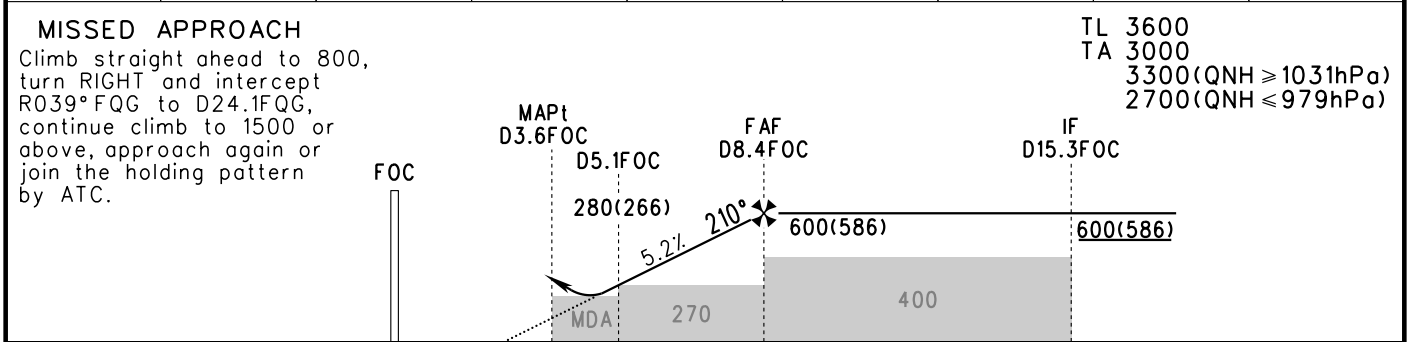 MISSED APPROACH
Climb straight ahead to 800,
turn RIGHT and intercept
R039°FQG to D24.1FQG,
continue climb to 1500 or
above, approach again or
join the holding pattern
by ATC.
TL 3600
TA 3000
3300(QNH ≥ 1031hPa)
2700(QNH ≤ 979hPa)
FOC
MAPt
D3.6FOC
D5.1FOC
280(266)
FAF
D8.4FOC
IF
D15.3FOC
5.2% 210°
600(586)
600(586)
MDA
270
400